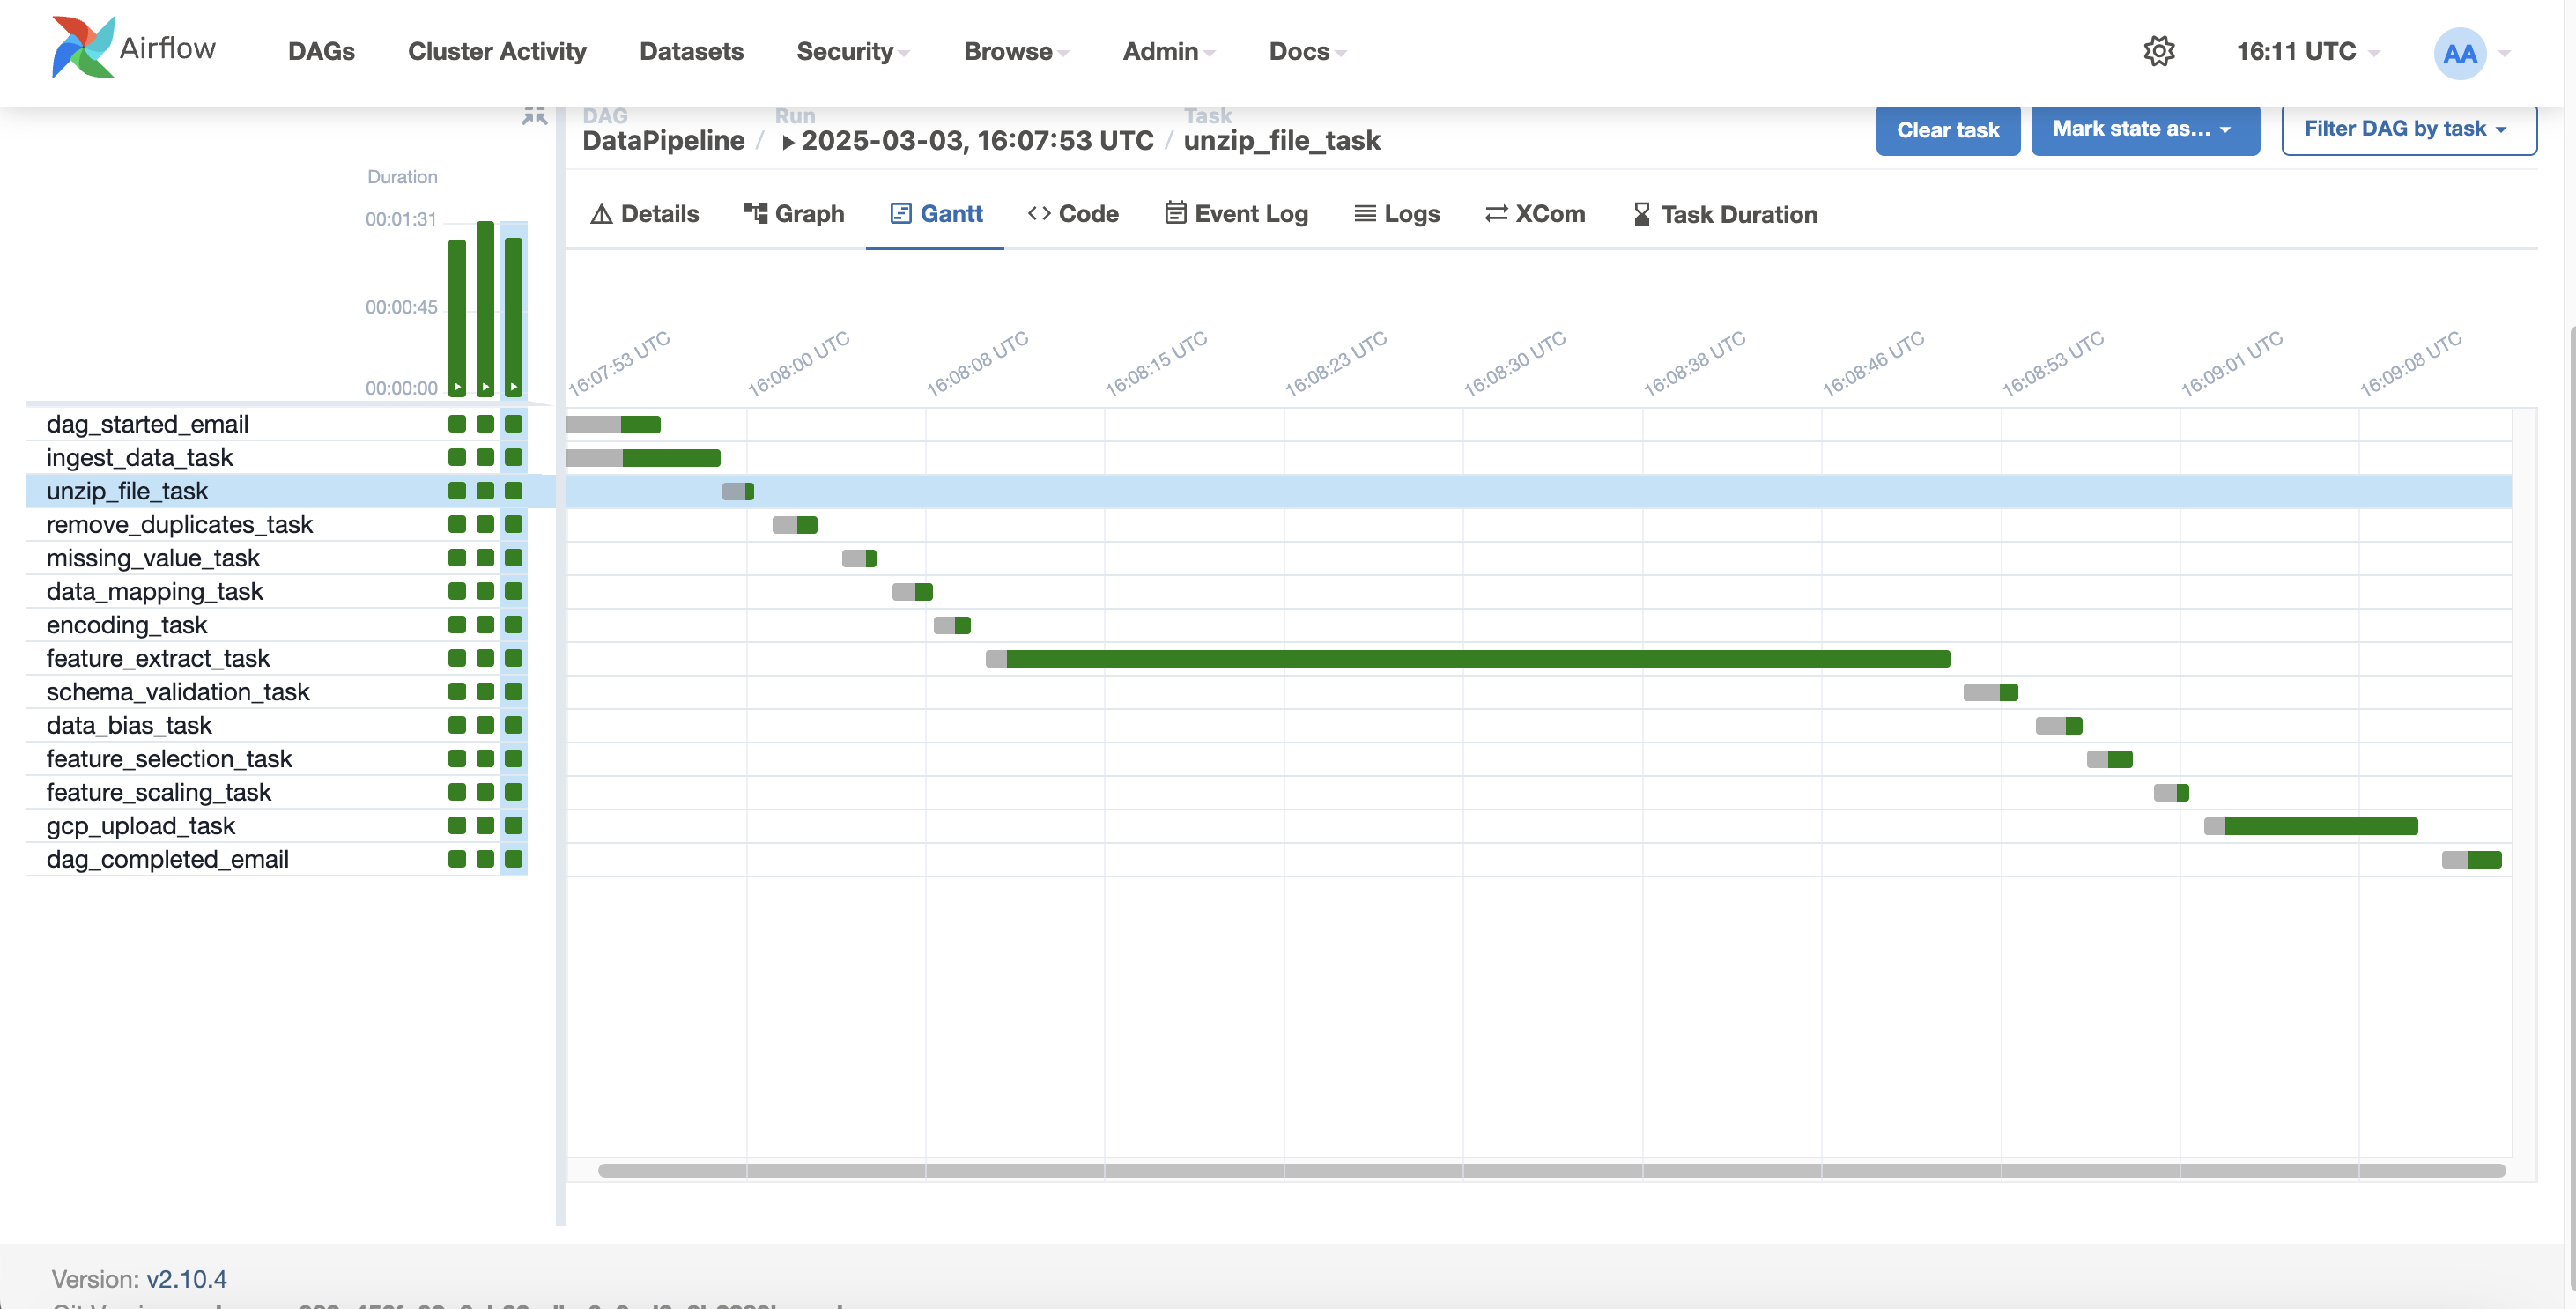 Airflow
DAGs Cluster Activity Datasets Security Browse Admin Docs 16:11 UTC AA
DAG Run Task
DataPipeline / 2025-03-03, 16:07:53 UTC / unzip_file_task
Clear task Mark state as... Filter DAG by task
Details Graph Gantt Code Event Log Logs XCom Task Duration
Duration
00:01:31
00:00:45
00:00:00
16:07:53 UTC 16:08:00 UTC 16:08:08 UTC 16:08:15 UTC 16:08:23 UTC 16:08:30 UTC 16:08:38 UTC 16:08:46 UTC 16:08:53 UTC 16:09:01 UTC 16:09:08 UTC
dag_started_email
ingest_data_task
unzip_file_task
remove_duplicates_task
missing_value_task
data_mapping_task
encoding_task
feature_extract_task
schema_validation_task
data_bias_task
feature_selection_task
feature_scaling_task
gcp_upload_task
dag_completed_email
Version: v2.10.4